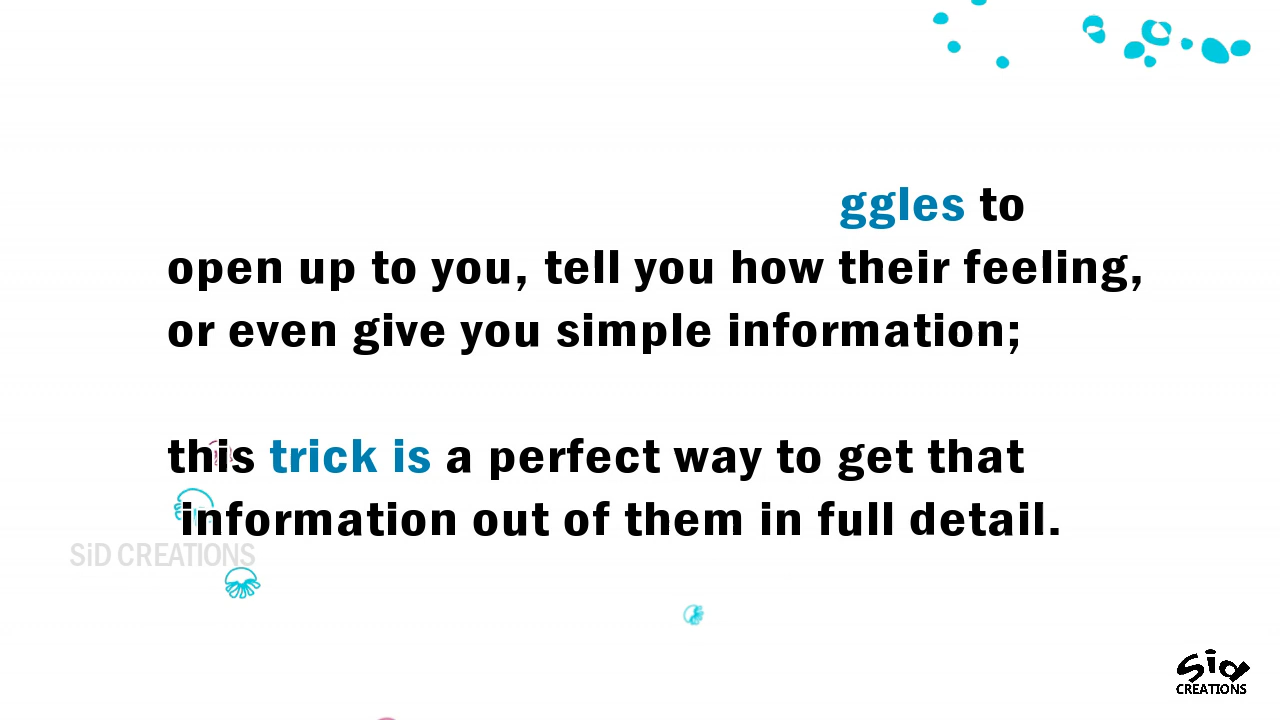 ggles to
open up to you, tell you how their feeling,
or even give you simple information;
this trick is a perfect way to get that
information out of them in full detail.
SiD CREATIONS
Sid
CREATIONS